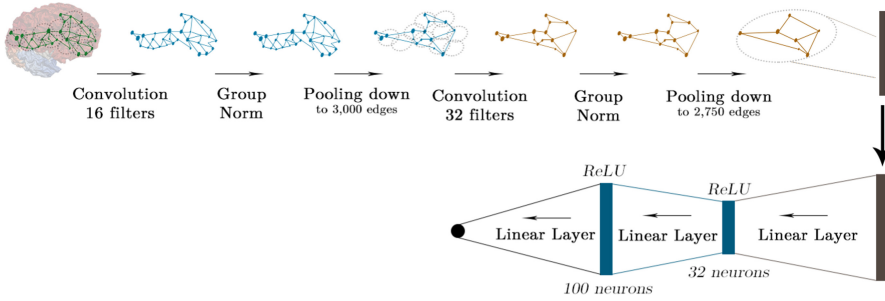 Convolution
16 filters
Group
Norm
Pooling down
to 3,000 edges
Convolution
32 filters
Group
Norm
Pooling down
to 2,750 edges
ReLU
ReLU
Linear Layer
Linear Layer
Linear Layer
100 neurons
32 neurons